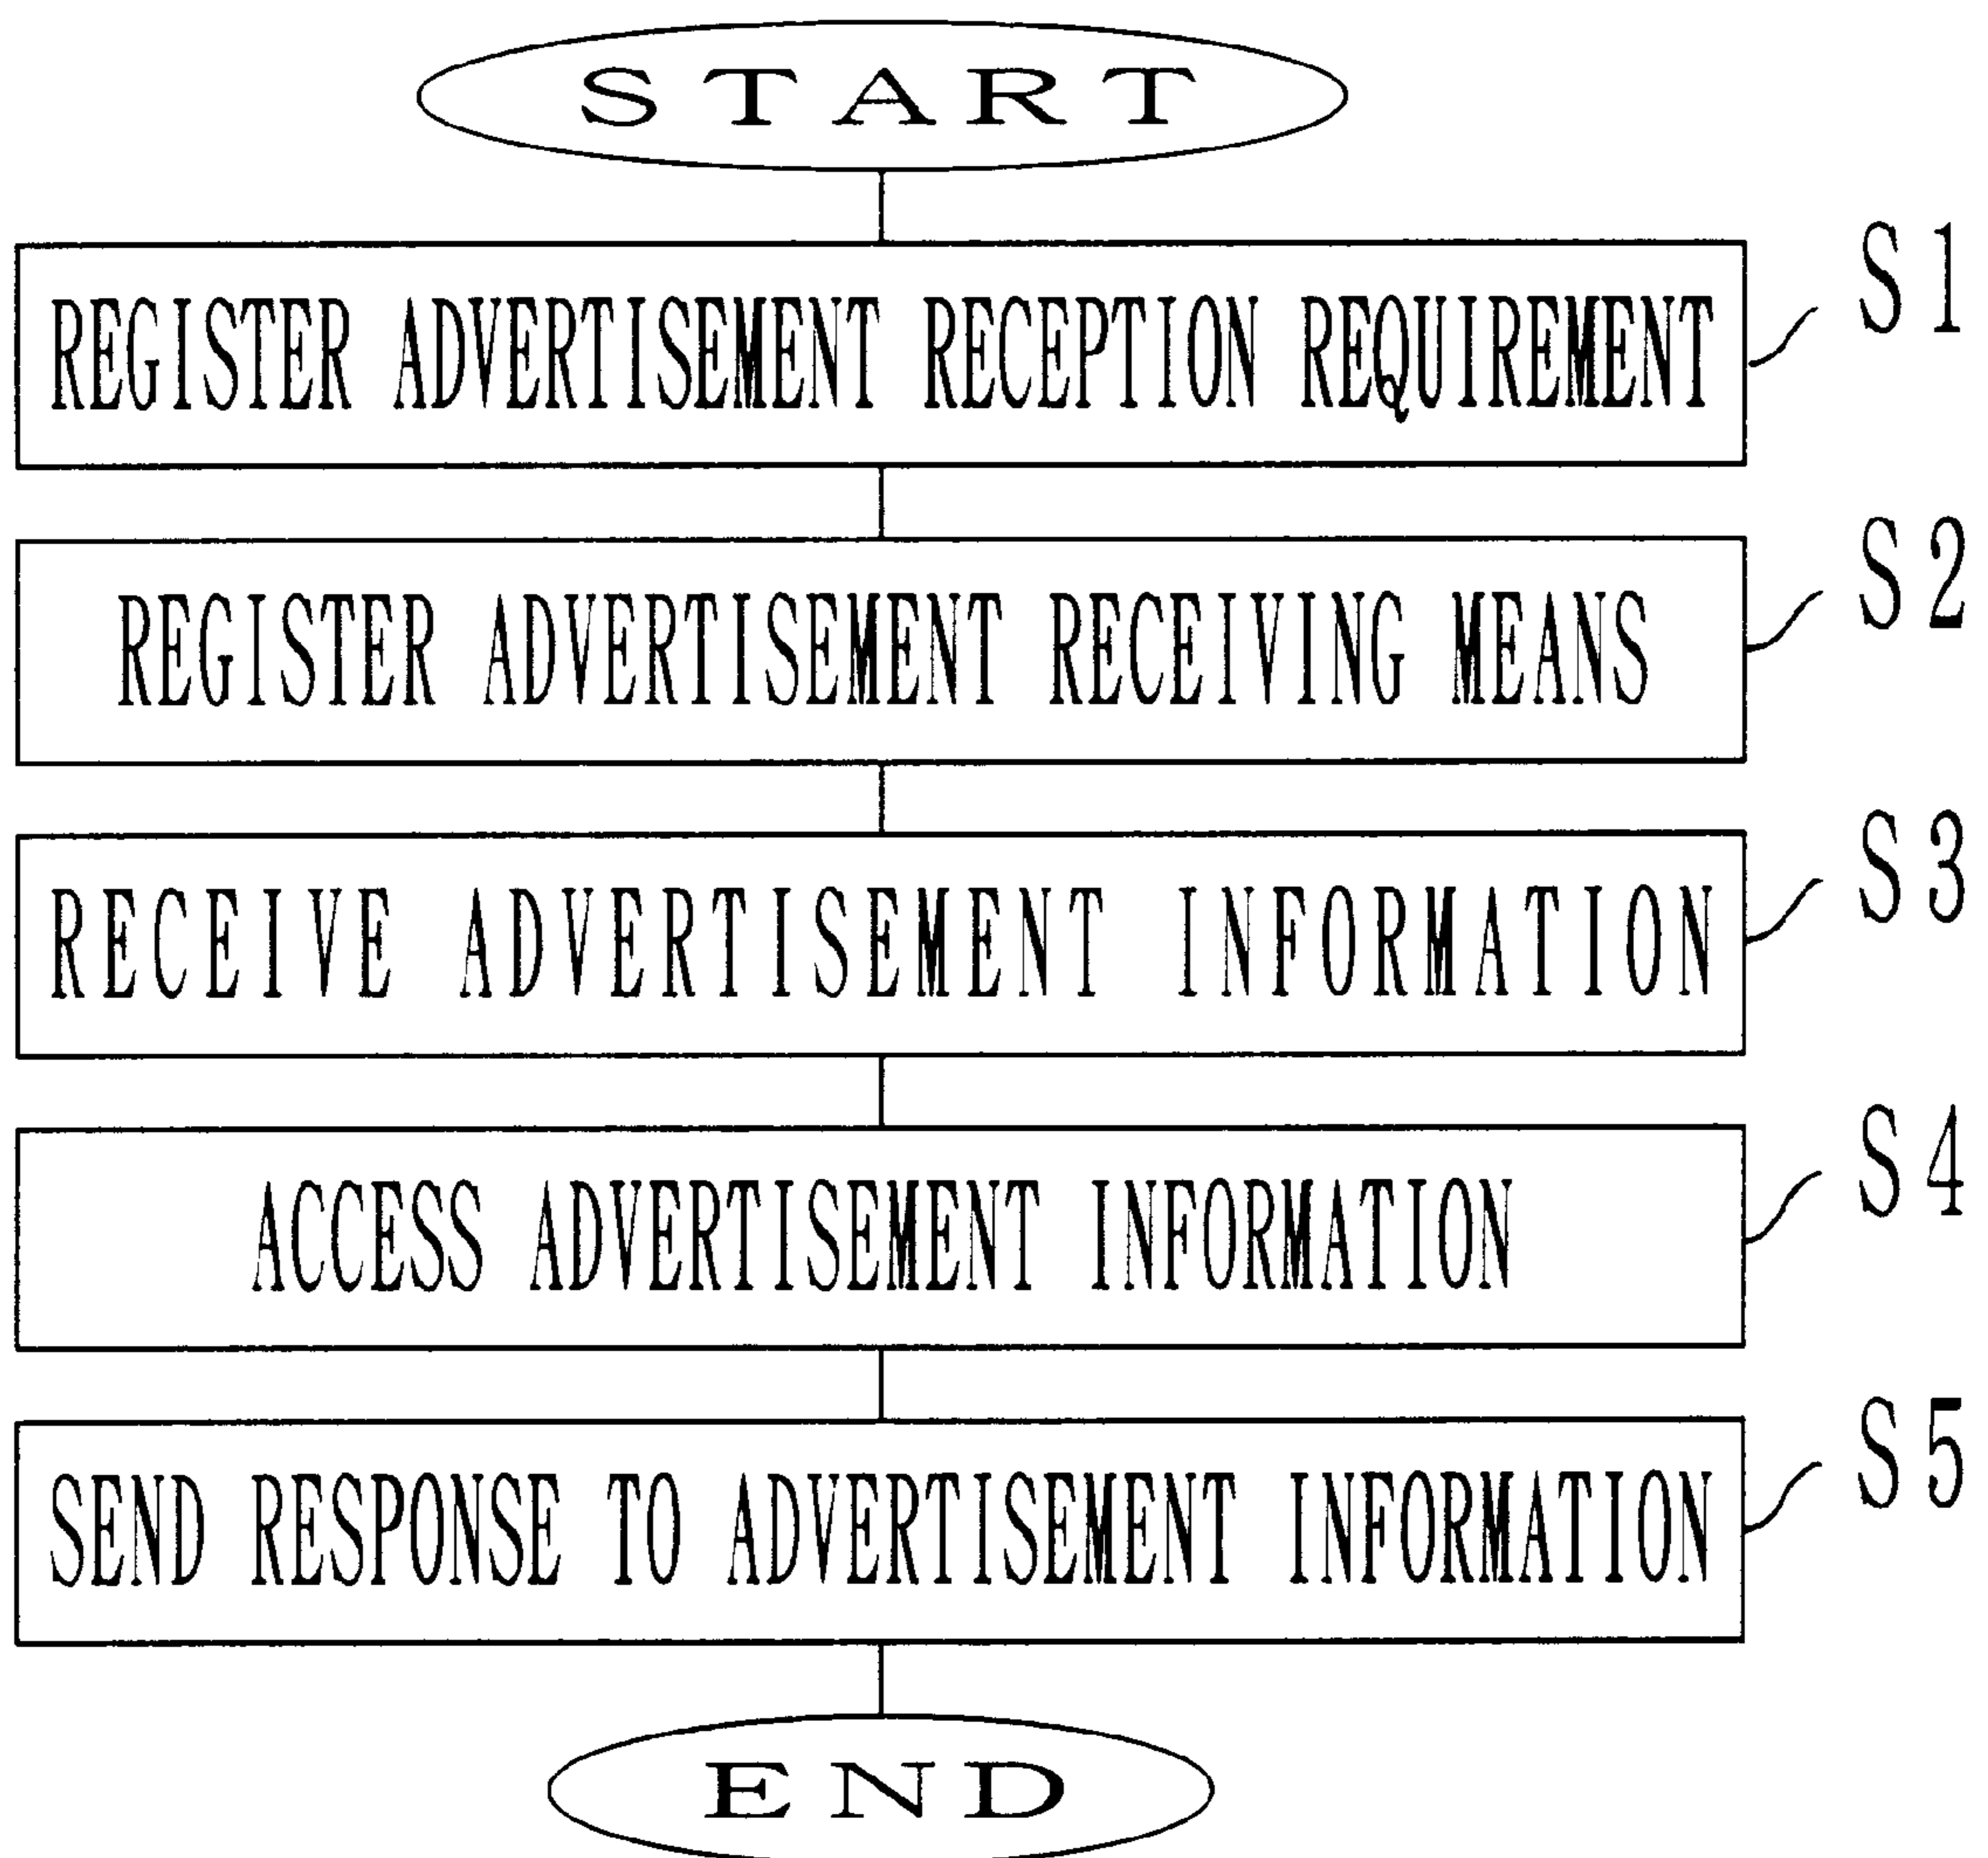 START
REGISTER ADVERTISEMENT RECEPTION REQUIREMENT
S1
REGISTER ADVERTISEMENT RECEIVING MEANS
S2
RECEIVE ADVERTISEMENT INFORMATION
S3
ACCESS ADVERTISEMENT INFORMATION
S4
SEND RESPONSE TO ADVERTISEMENT INFORMATION
S5
END